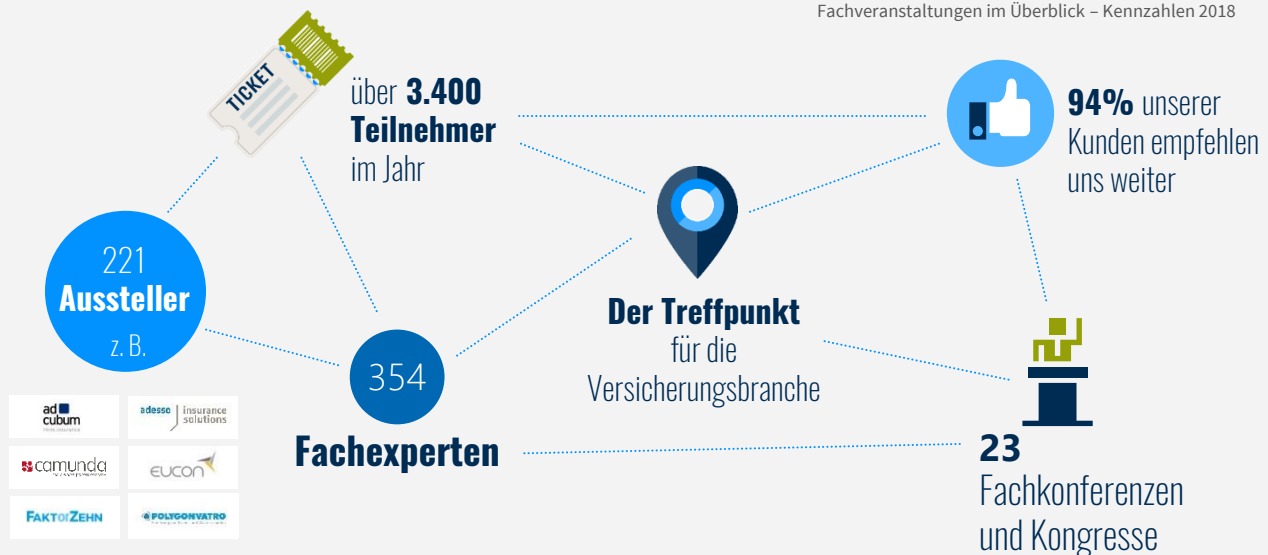 Fachveranstaltungen im Überblick – Kennzahlen 2018
TICKET
über 3.400
Teilnehmer
im Jahr
94% unserer
Kunden empfehlen
uns weiter
221
Aussteller
z. B.
354
Fachexperten
Der Treffpunkt
für die
Versicherungsbranche
23
Fachkonferenzen
und Kongresse
ad
cubum
adesso insurance
solutions
camunda
EUCON
FAKTOR ZEHN
POLYGONVATRO